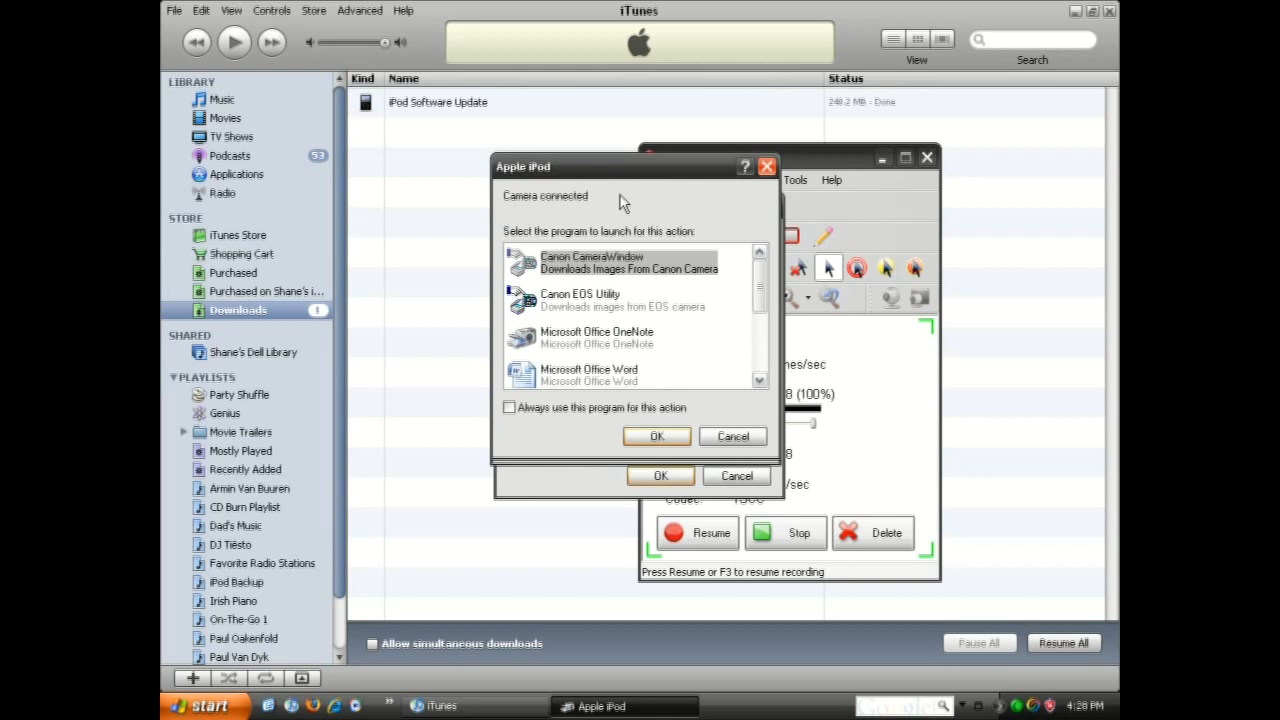 File Edit View Controls Store Advanced Help
iTunes
View
Search
LIBRARY
Music
Movies
TV Shows
Podcasts 53
Applications
Radio
STORE
iTunes Store
Shopping Cart
Purchased
Purchased on Shane's i...
Downloads 1
SHARED
Shane's Dell Library
PLAYLISTS
Party Shuffle
Genius
Movie Trailers
Mostly Played
Recently Added
Armin Van Buuren
CD Burn Playlist
Dad's Music
DJ Tiësto
Favorite Radio Stations
iPod Backup
Irish Piano
On-The-Go 1
Paul Oakenfold
Paul Van Dyk
Kind Name Status
iPod Software Update 248.2 MB - Done
Apple iPod
Camera connected
Select the program to launch for this action:
Canon CameraWindow
Downloads Images From Canon Camera
Canon EOS Utility
Downloads images from EOS camera
Microsoft Office OneNote
Microsoft Office OneNote
Microsoft Office Word
Microsoft Office Word
Always use this program for this action
OK Cancel
OK Cancel
Tools Help
nes/sec
8 (100%)
8
/sec
Resume Stop Delete
Press Resume or F3 to resume recording
Allow simultaneous downloads
Pause All Resume All
start
iTunes
Apple iPod
Google
4:28 PM